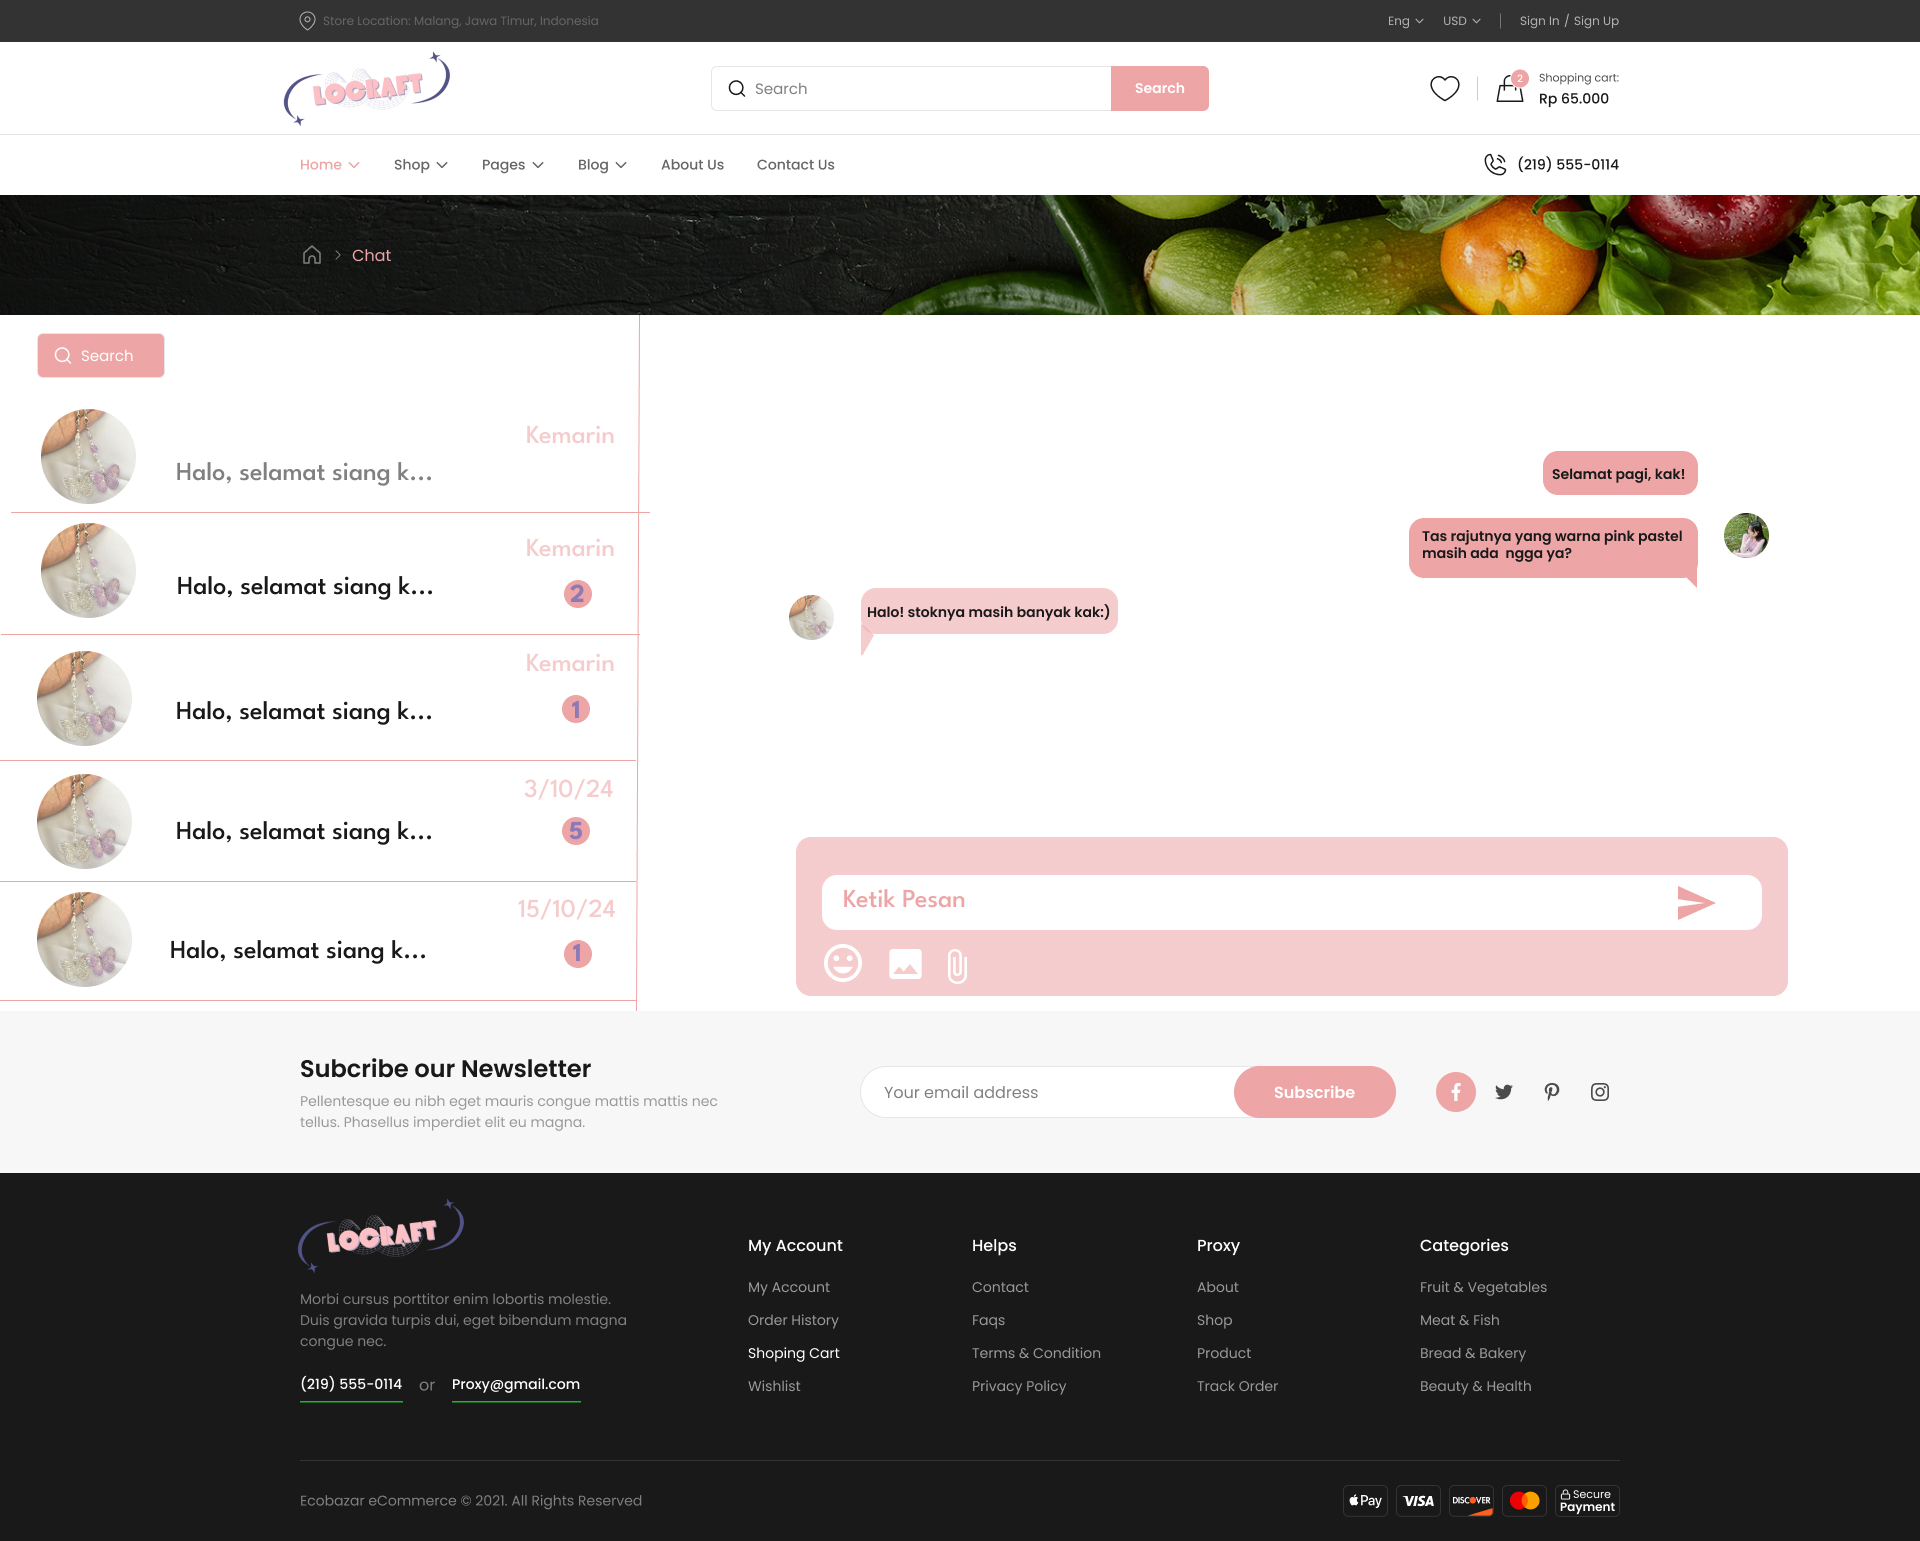 Store Location: Malang, Jawa Timur, Indonesia
Eng
USD
Sign In / Sign Up
LOCRAFT
Search
Search
2
Shopping cart:
Rp 65.000
Home
Shop
Pages
Blog
About Us
Contact Us
(219) 555-0114
Chat
Search
Kemarin
Halo, selamat siang k...
Kemarin
Halo, selamat siang k...
2
Kemarin
Halo, selamat siang k...
1
3/10/24
Halo, selamat siang k...
5
15/10/24
Halo, selamat siang k...
1
Selamat pagi, kak!
Tas rajutnya yang warna pink pastel
masih ada  ngga ya?
Halo! stoknya masih banyak kak:)
Ketik Pesan
Subcribe our Newsletter
Pellentesque eu nibh eget mauris congue mattis mattis nec
tellus. Phasellus imperdiet elit eu magna.
Your email address
Subscribe
LOCRAFT
Morbi cursus porttitor enim lobortis molestie.
Duis gravida turpis dui, eget bibendum magna
congue nec.
(219) 555-0114
or
Proxy@gmail.com
My Account
My Account
Order History
Shoping Cart
Wishlist
Helps
Contact
Faqs
Terms & Condition
Privacy Policy
Proxy
About
Shop
Product
Track Order
Categories
Fruit & Vegetables
Meat & Fish
Bread & Bakery
Beauty & Health
Ecobazar eCommerce © 2021. All Rights Reserved
Pay
VISA
DISCOVER
Secure
Payment